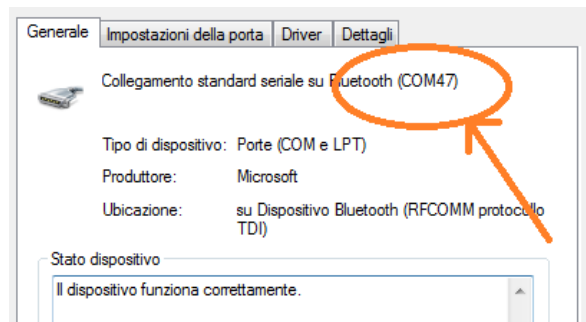 Generale Impostazioni della porta Driver Dettagli
Collegamento standard seriale su Bluetooth (COM47)
Tipo di dispositivo: Porte (COM e LPT)
Produttore: Microsoft
Ubicazione: su Dispositivo Bluetooth (RFCOMM protocollo
TDI)
Stato dispositivo
Il dispositivo funziona correttamente.